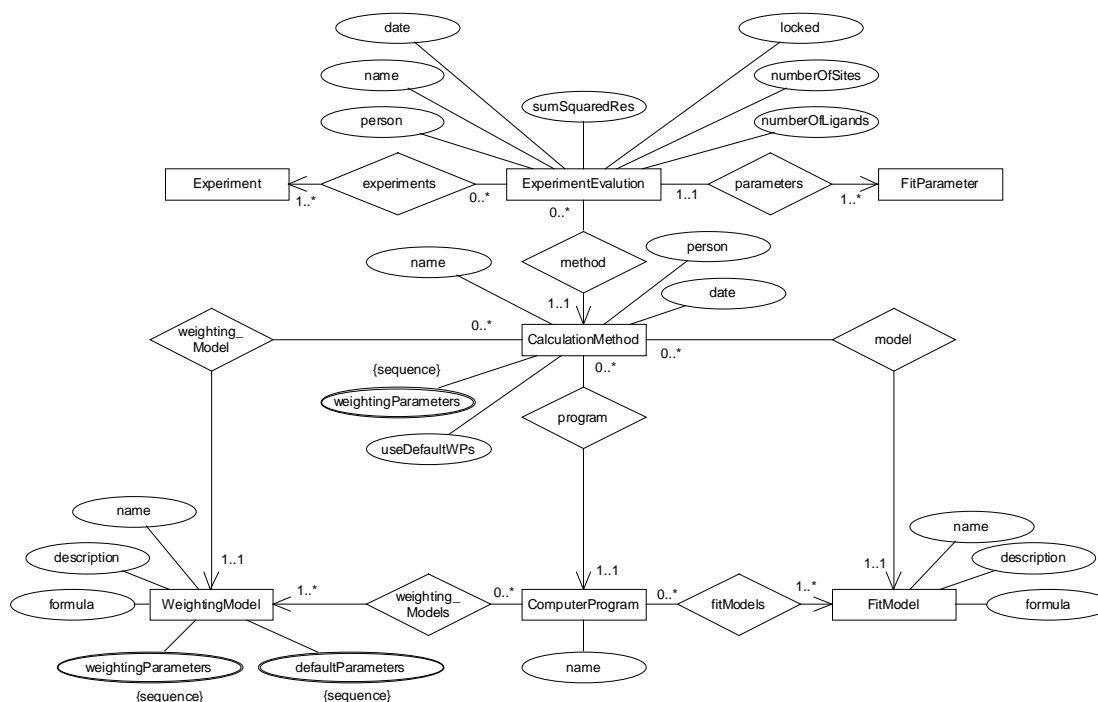 date
locked
name
numberOfSites
sumSquaredRes
person
numberOfLigands
Experiment
experiments
ExperimentEvalution
parameters
FitParameter
1..*
0..*
1..1
1..*
0..*
name
method
person
date
1..1
weighting_
Model
0..*
CalculationMethod
0..*
model
0..*
{sequence}
weightingParameters
program
useDefaultWPs
name
name
description
1..1
1..1
1..1
description
formula
WeightingModel
1..*
weighting_
Models
0..*
ComputerProgram
0..*
fitModels
1..*
FitModel
formula
weightingParameters
defaultParameters
name
{sequence}
{sequence}